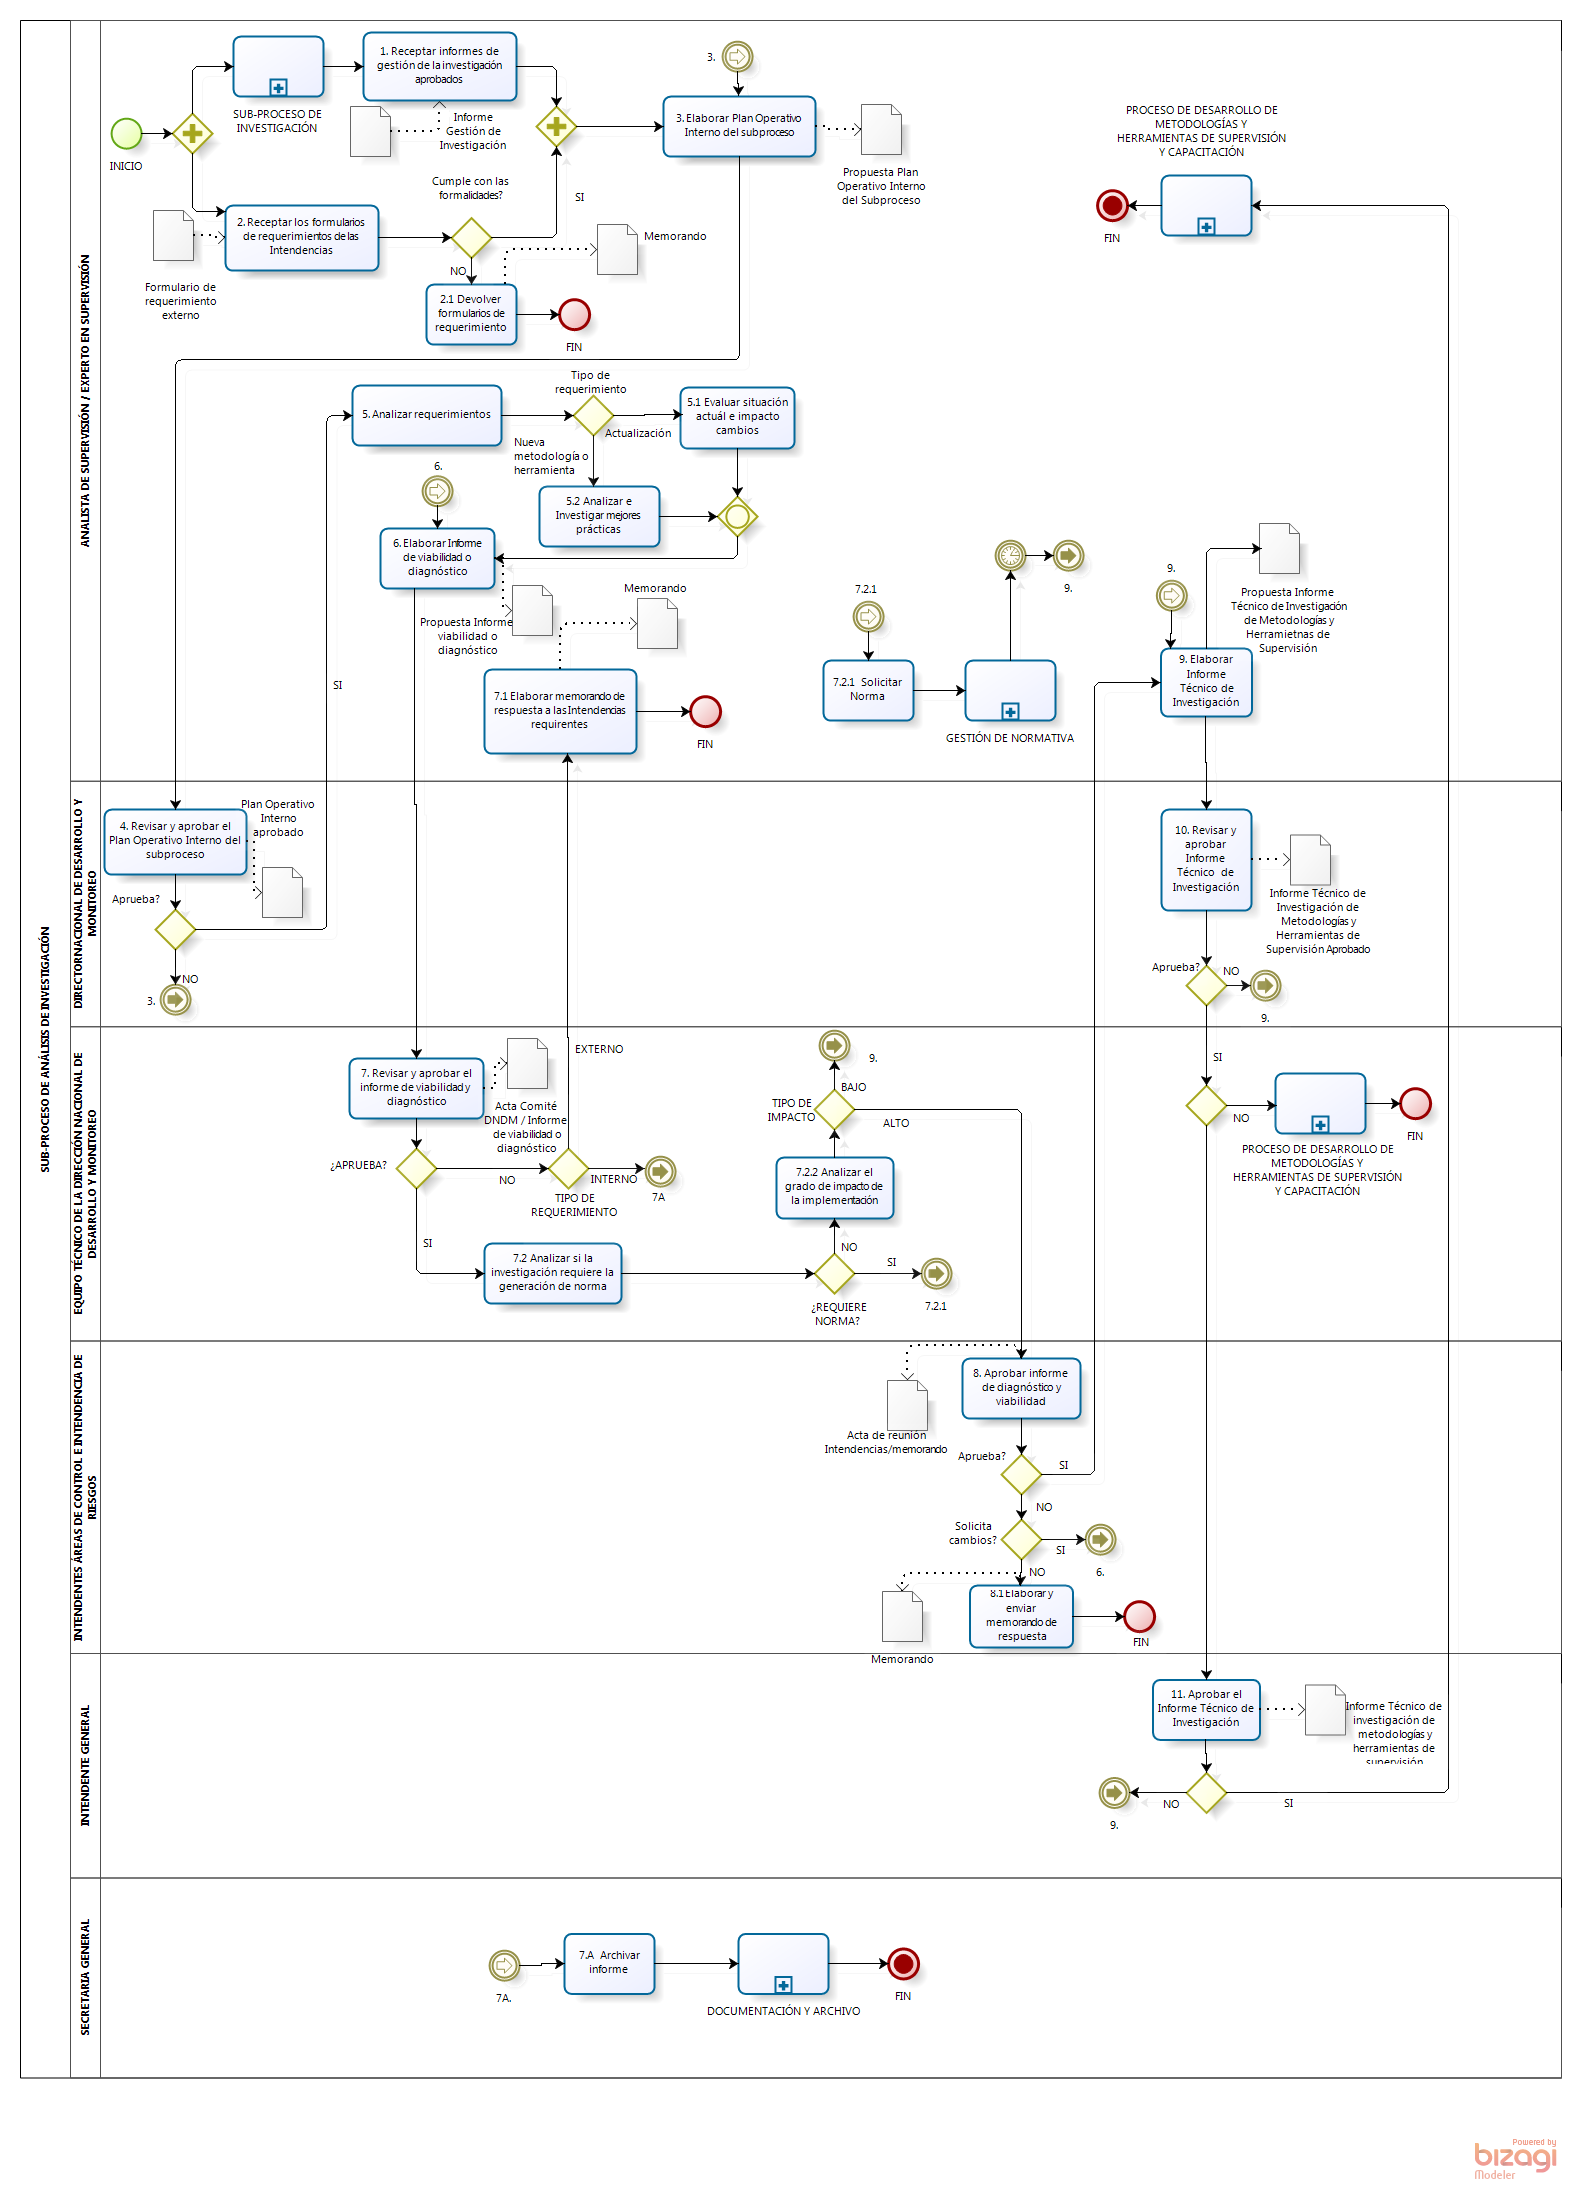 SUB-PROCESO DE ANÁLISIS DE INVESTIGACIÓN
ANALISTA DE SUPERVISIÓN / EXPERTO EN SUPERVISIÓN
INICIO
SUB-PROCESO DE
INVESTIGACIÓN
1. Receptar informes de
gestión de la investigación
aprobados
Informe
Gestión de
Investigación
2. Receptar los formularios
de requerimientos de las
Intendencias
Formulario de
requerimiento
externo
Cumple con las
formalidades?
SI
NO
Memorando
2.1 Devolver
formularios de
requerimiento
FIN
3.
3. Elaborar Plan Operativo
Interno del subproceso
Propuesta Plan
Operativo Interno
del Subproceso
PROCESO DE DESARROLLO DE
METODOLOGÍAS Y
HERRAMIENTAS DE SUPERVISIÓN
Y CAPACITACIÓN
FIN
5. Analizar requerimientos
Tipo de
requerimiento
Actualización
Nueva
metodología o
herramienta
5.1 Evaluar situación
actuál e impacto
cambios
5.2 Analizar e
Investigar mejores
prácticas
6.
6. Elaborar Informe
de viabilidad o
diagnóstico
Propuesta Informe
viabilidad o
diagnóstico
Memorando
7.1 Elaborar memorando de
respuesta a las Intendencias
requirentes
FIN
SI
7.2.1
7.2.1 Solicitar
Norma
GESTIÓN DE NORMATIVA
9.
9.
9. Elaborar
Informe
Técnico de
Investigación
Propuesta Informe
Técnico de Investigación
de Metodologías y
Herramietnas de
Supervisión
DIRECTOR NACIONAL DE DESARROLLO Y
MONITOREO
4. Revisar y aprobar el
Plan Operativo Interno del
subproceso
Plan Operativo
Interno
aprobado
Aprueba?
NO
3.
10. Revisar y
aprobar
Informe
Técnico de
Investigación
Informe Técnico de
Investigación de
Metodologías y
Herramientas de
Supervisión Aprobado
Aprueba?
NO
9.
EQUIPO TÉCNICO DE LA DIRECCIÓN NACIONAL DE
DESARROLLO Y MONITOREO
7. Revisar y aprobar el
informe de viabilidad y
diagnóstico
Acta Comité
DNDM / Informe
de viabilidad o
diagnóstico
EXTERNO
¿APRUEBA?
NO
TIPO DE
REQUERIMIENTO
INTERNO
7A
SI
7.2 Analizar si la
investigación requiere la
generación de norma
9.
BAJO
TIPO DE
IMPACTO
ALTO
7.2.2 Analizar el
grado de impacto de
la implementación
NO
SI
¿REQUIERE
NORMA?
7.2.1
SI
NO
PROCESO DE DESARROLLO DE
METODOLOGÍAS Y
HERRAMIENTAS DE SUPERVISIÓN
Y CAPACITACIÓN
FIN
INTENDENTES ÁREAS DE CONTROL E INTENDENCIA DE
RIESGOS
8. Aprobar informe
de diagnóstico y
viabilidad
Acta de reunión
Intendencias/memorando
Aprueba?
SI
NO
Solicita
cambios?
SI
6.
NO
8.1 Elaborar y
enviar
memorando de
respuesta
FIN
Memorando
INTENDENTE GENERAL
11. Aprobar el
Informe Técnico de
Investigación
Informe Técnico de
investigación de
metodologías y
herramientas de
supervisión
NO
9.
SI
SECRETARIA GENERAL
7A.
7.A Archivar
informe
DOCUMENTACIÓN Y ARCHIVO
FIN
Powered by
bizagi
Modeler